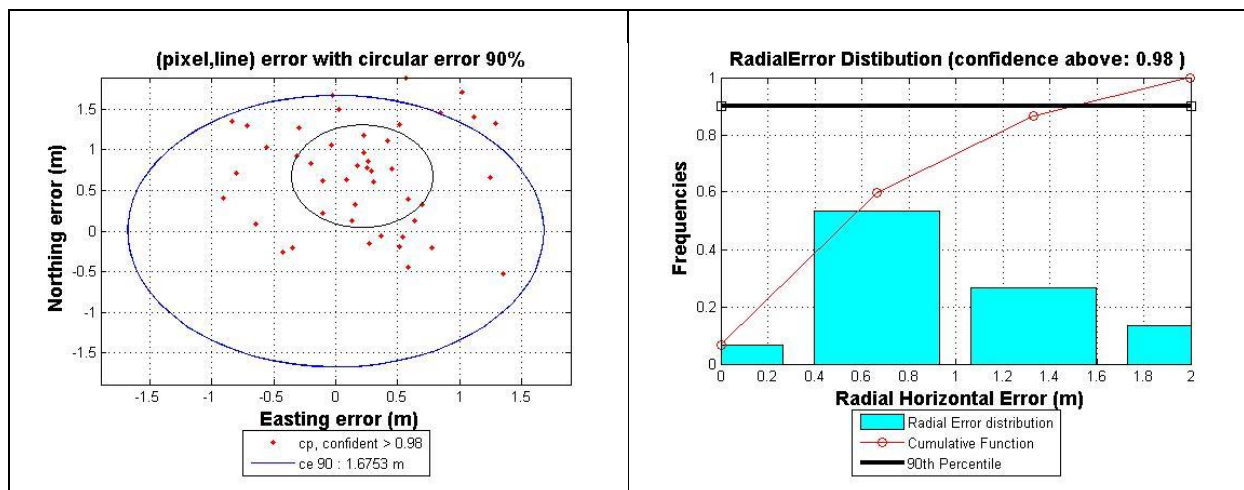 (pixel,line) error with circular error 90%
Northing error (m)
1.5
1
0.5
0
-0.5
-1
-1.5
-1.5
-1
-0.5
0
0.5
1
1.5
Easting error (m)
cp, confident > 0.98
ce 90 : 1.6753 m
RadialError Distibution (confidence above: 0.98 )
Frequencies
1
0.8
0.6
0.4
0.2
0
0
0.2
0.4
0.6
0.8
1
1.2
1.4
1.6
1.8
2
Radial Horizontal Error (m)
Radial Error distribution
Cumulative Function
90th Percentile